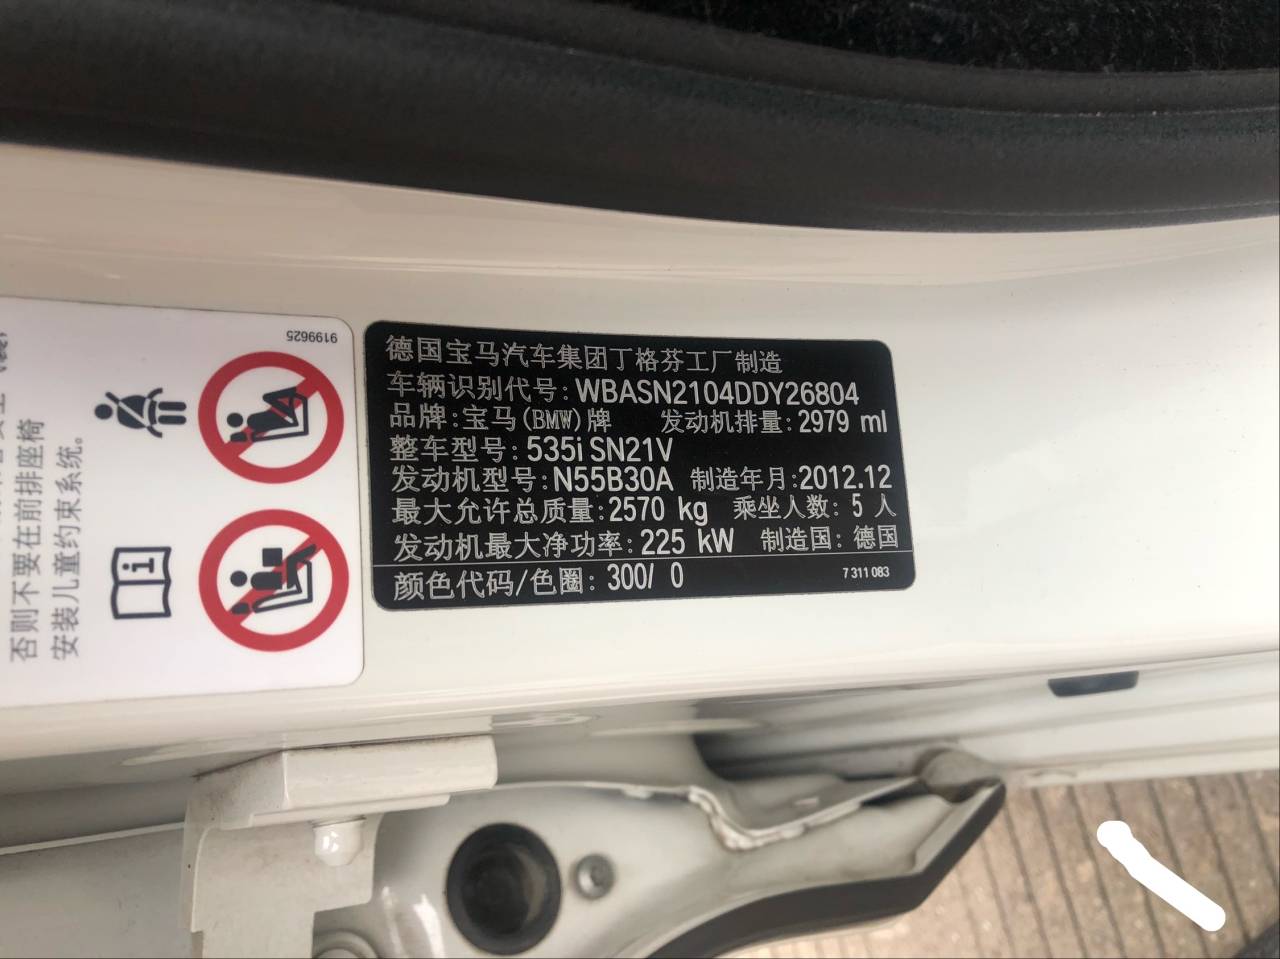 德国宝马汽车集团丁格芬工厂制造
车辆识别代号: WBASN2104DDY26804
品牌: 宝马(BMW)牌 发动机排量: 2979 ml
整车型号: 535i SN21V
发动机型号: N55B30A 制造年月: 2012.12
最大允许总质量: 2570 kg 乘坐人数: 5 人
发动机最大净功率: 225 kW 制造国: 德国
颜色代码/色圈: 300/ 0 7 311 083
9199625
否则不要在前排座椅
安装儿童约束系统。